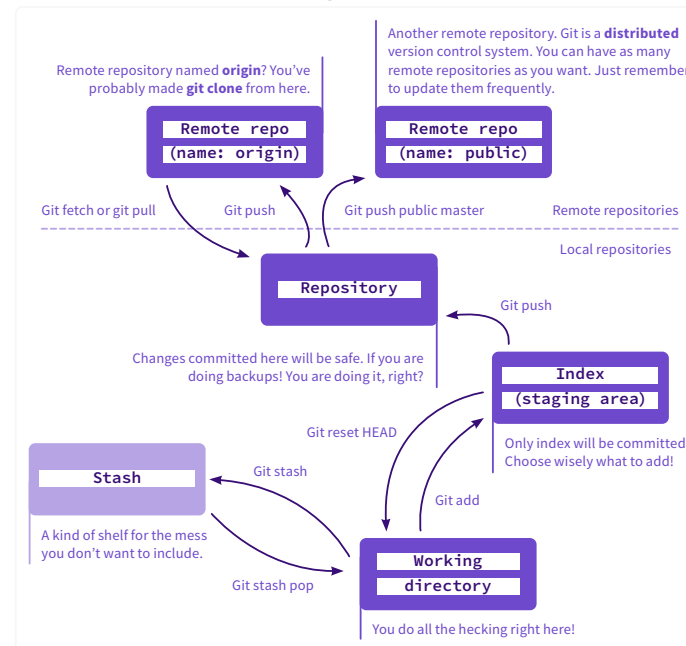 Another remote repository. Git is a distributed
version control system. You can have as many
remote repositories as you want. Just remember
to update them frequently.
Remote repository named origin? You've
probably made git clone from here.
Remote repo
(name: origin)
Remote repo
(name: public)
Git fetch or git pull
Git push
Git push public master
Remote repositories
Local repositories
Repository
Git push
Changes committed here will be safe. If you are
doing backups! You are doing it, right?
Index
(staging area)
Git reset HEAD
Only index will be committed
Choose wisely what to add!
Stash
Git stash
Git add
A kind of shelf for the mess
you don't want to include.
Working
directory
Git stash pop
You do all the hecking right here!